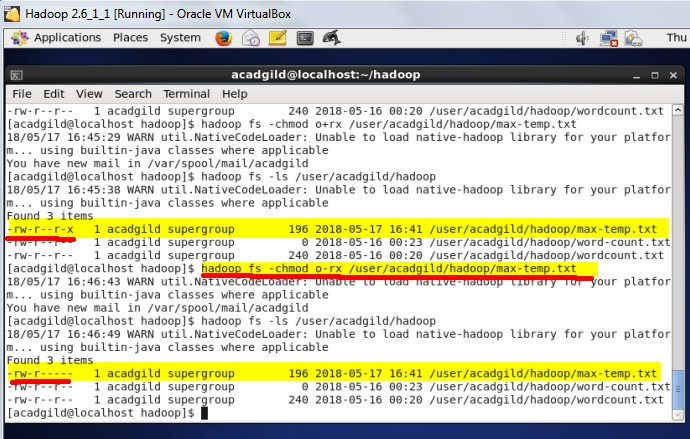 Hadoop 2.6_1_1 [Running] - Oracle VM VirtualBox
Applications Places System Thu
acadgild@localhost:~/hadoop
File Edit View Search Terminal Help
-rw-r--r-- 1 acadgild supergroup 240 2018-05-16 00:20 /user/acadgild/hadoop/wordcount.txt
[acadgild@localhost hadoop]$ hadoop fs -chmod o+rx /user/acadgild/hadoop/max-temp.txt
18/05/17 16:45:29 WARN util.NativeCodeLoader: Unable to load native-hadoop library for your platfor
m... using builtin-java classes where applicable
You have new mail in /var/spool/mail/acadgild
[acadgild@localhost hadoop]$ hadoop fs -ls /user/acadgild/hadoop
18/05/17 16:45:38 WARN util.NativeCodeLoader: Unable to load native-hadoop library for your platfor
m... using builtin-java classes where applicable
Found 3 items
-rw-r--r-x 1 acadgild supergroup 196 2018-05-17 16:41 /user/acadgild/hadoop/max-temp.txt
-rw-r--r-- 1 acadgild supergroup 0 2018-05-16 00:23 /user/acadgild/hadoop/word-count.txt
-rw-r--r-- 1 acadgild supergroup 240 2018-05-16 00:20 /user/acadgild/hadoop/wordcount.txt
[acadgild@localhost hadoop]$ hadoop fs -chmod o-rx /user/acadgild/hadoop/max-temp.txt
18/05/17 16:46:43 WARN util.NativeCodeLoader: Unable to load native-hadoop library for your platfor
m... using builtin-java classes where applicable
You have new mail in /var/spool/mail/acadgild
[acadgild@localhost hadoop]$ hadoop fs -ls /user/acadgild/hadoop
18/05/17 16:46:49 WARN util.NativeCodeLoader: Unable to load native-hadoop library for your platfor
m... using builtin-java classes where applicable
Found 3 items
-rw-r----- 1 acadgild supergroup 196 2018-05-17 16:41 /user/acadgild/hadoop/max-temp.txt
-rw-r--r-- 1 acadgild supergroup 0 2018-05-16 00:23 /user/acadgild/hadoop/word-count.txt
-rw-r--r-- 1 acadgild supergroup 240 2018-05-16 00:20 /user/acadgild/hadoop/wordcount.txt
[acadgild@localhost hadoop]$